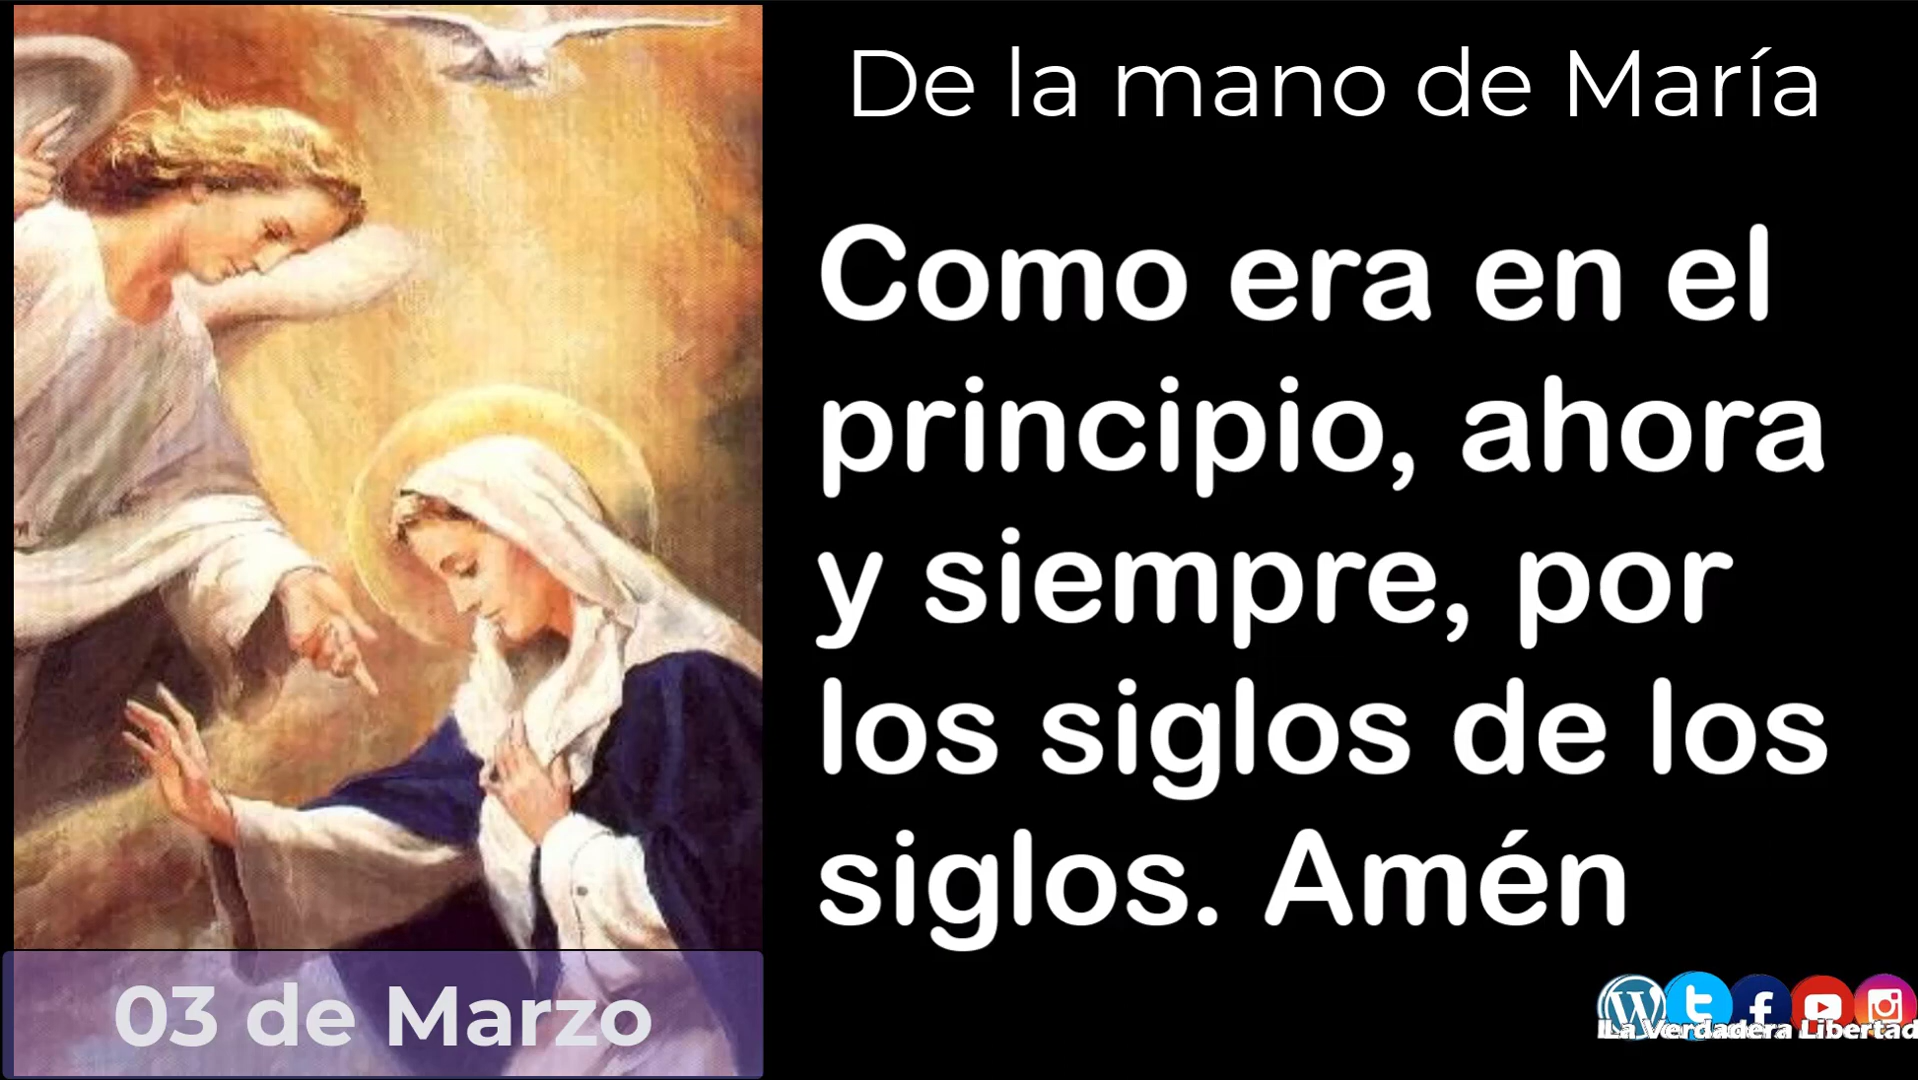 De la mano de María
Como era en el
principio, ahora
y siempre, por
los siglos de los
siglos. Amén
03 de Marzo
La Verdadera Libertad